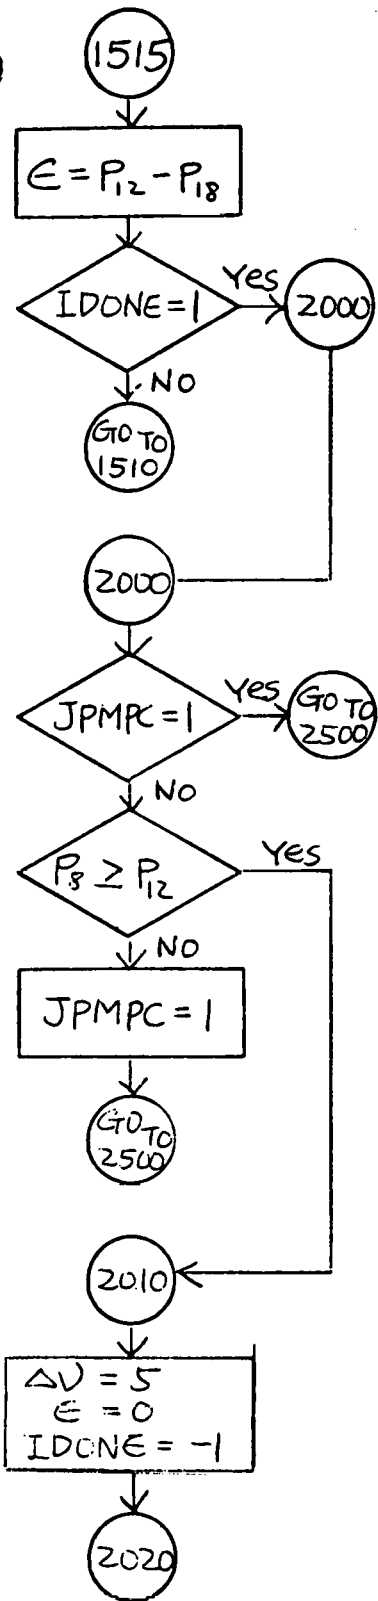 1515
ϵ = P₁₂ - P₁₈
IDONE = 1
Yes
2000
NO
GO TO
1510
2000
JPMPC = 1
Yes
GO TO
2500
NO
P₈ ≥ P₁₂
Yes
NO
JPMPC = 1
GO TO
2500
2010
ΔV = 5
ϵ = 0
IDONE = -1
2020